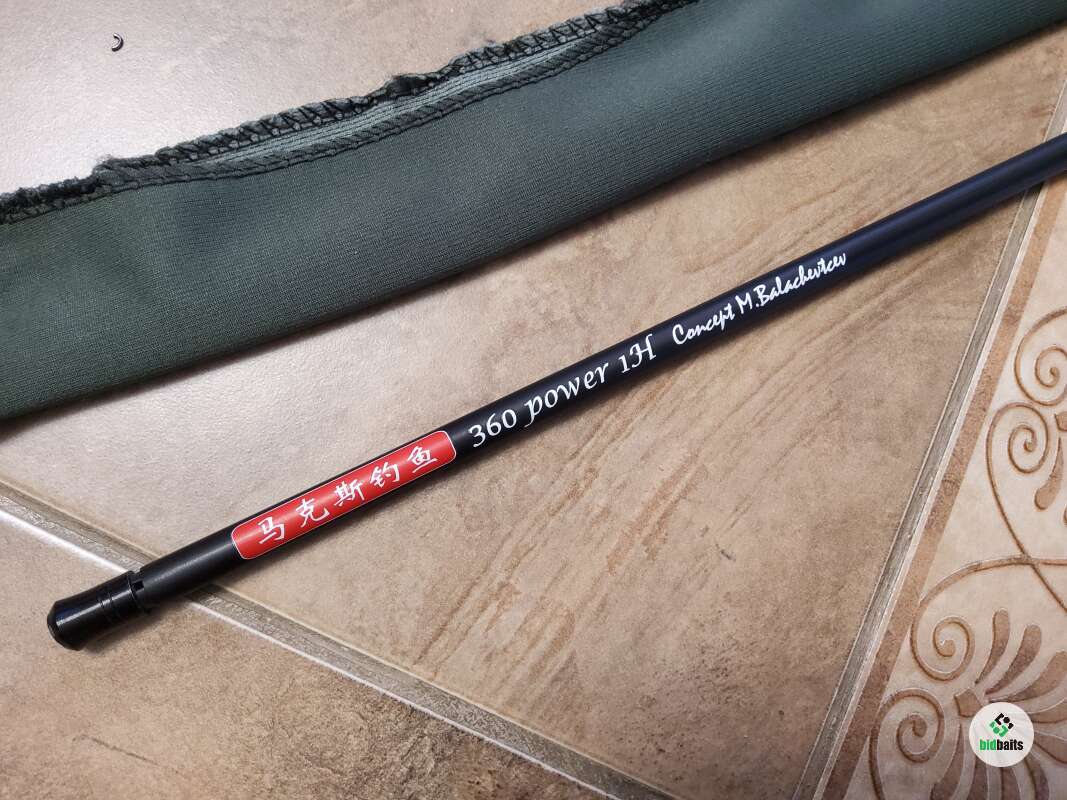 马克斯钓鱼 360 power 1H Concept M.Balachevtcev
bidbaits